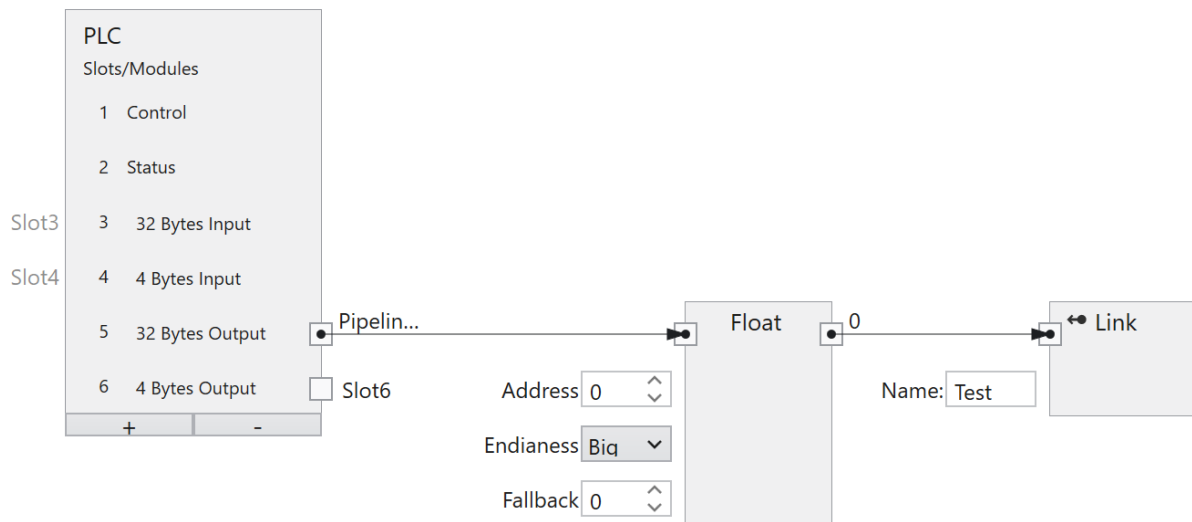 PLC
Slots/Modules
1 Control
2 Status
Slot3 3 32 Bytes Input
Slot4 4 4 Bytes Input
5 32 Bytes Output Pipelin... Float 0 Link
6 4 Bytes Output Slot6 Address 0 Name: Test
+ -
Endianess Big
Fallback 0